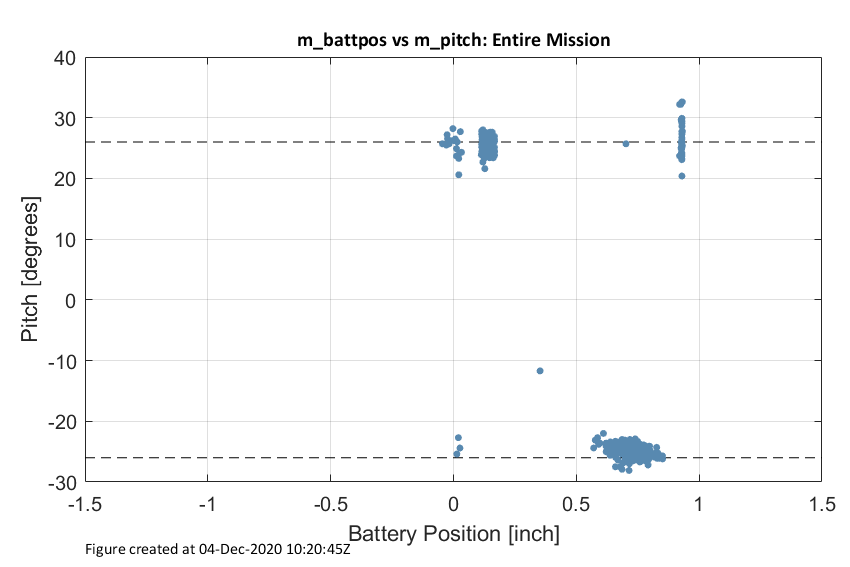 m_battpos vs m_pitch: Entire Mission
40
30
20
10
0
-10
-20
-30
Pitch [degrees]
-1.5 -1 -0.5 0 0.5 1 1.5
Battery Position [inch]
Figure created at 04-Dec-2020 10:20:45Z